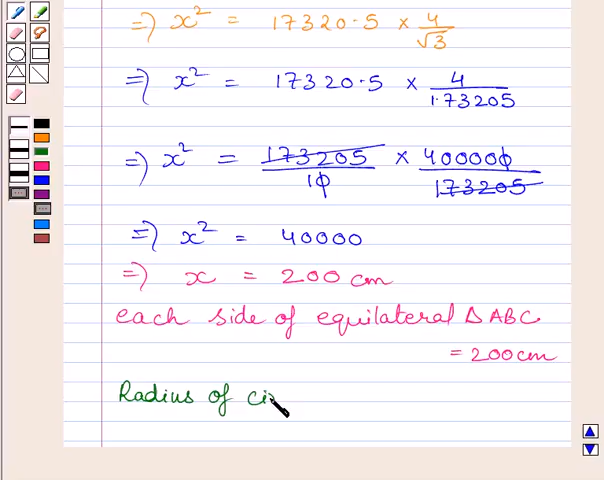 ⇒ x² = 17320·5 × 4/√3
⇒ x² = 17320·5 × 4/1·73205
⇒ x² = 173205/10 × 400000/173205
⇒ x² = 40000
⇒ x = 200 cm
each side of equilateral Δ ABC
= 200 cm
Radius of ci